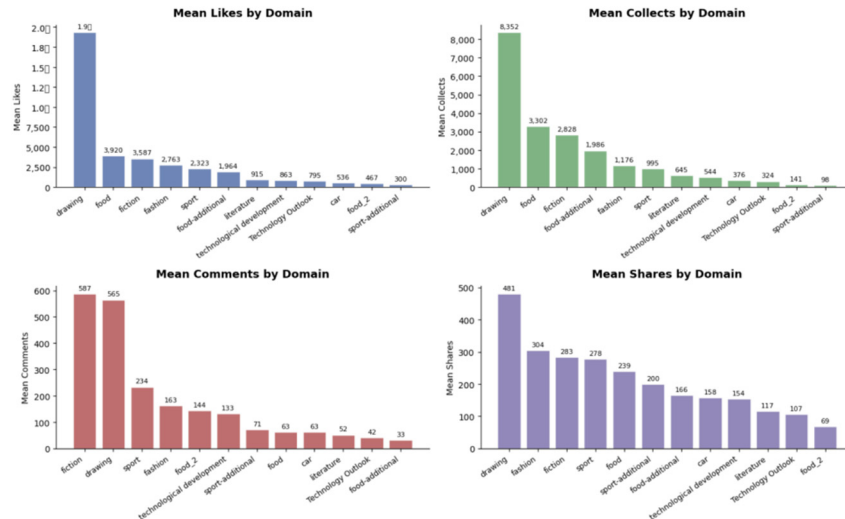 Mean Likes by Domain
Mean Likes
2.0▯
1.8▯
1.5▯
1.2▯
1.0▯
7,500
5,000
2,500
0
1.9▯
3,920
3,587
2,763
2,323
1,964
915
863
795
536
467
300
drawing
food
fiction
fashion
sport
food-additional
literature
technological development
Technology Outlook
car
food_2
sport-additional
Mean Collects by Domain
Mean Collects
8,000
7,000
6,000
5,000
4,000
3,000
2,000
1,000
0
8,352
3,302
2,828
1,986
1,176
995
645
544
376
324
141
98
drawing
food
fiction
food-additional
fashion
sport
literature
technological development
car
Technology Outlook
food_2
sport-additional
Mean Comments by Domain
Mean Comments
600
500
400
300
200
100
0
587
565
234
163
144
133
71
63
63
52
42
33
fiction
drawing
sport
fashion
food_2
technological development
sport-additional
food
car
literature
Technology Outlook
food-additional
Mean Shares by Domain
Mean Shares
500
400
300
200
100
0
481
304
283
278
239
200
166
158
154
117
107
69
drawing
fashion
fiction
sport
food
sport-additional
food-additional
car
technological development
literature
Technology Outlook
food_2